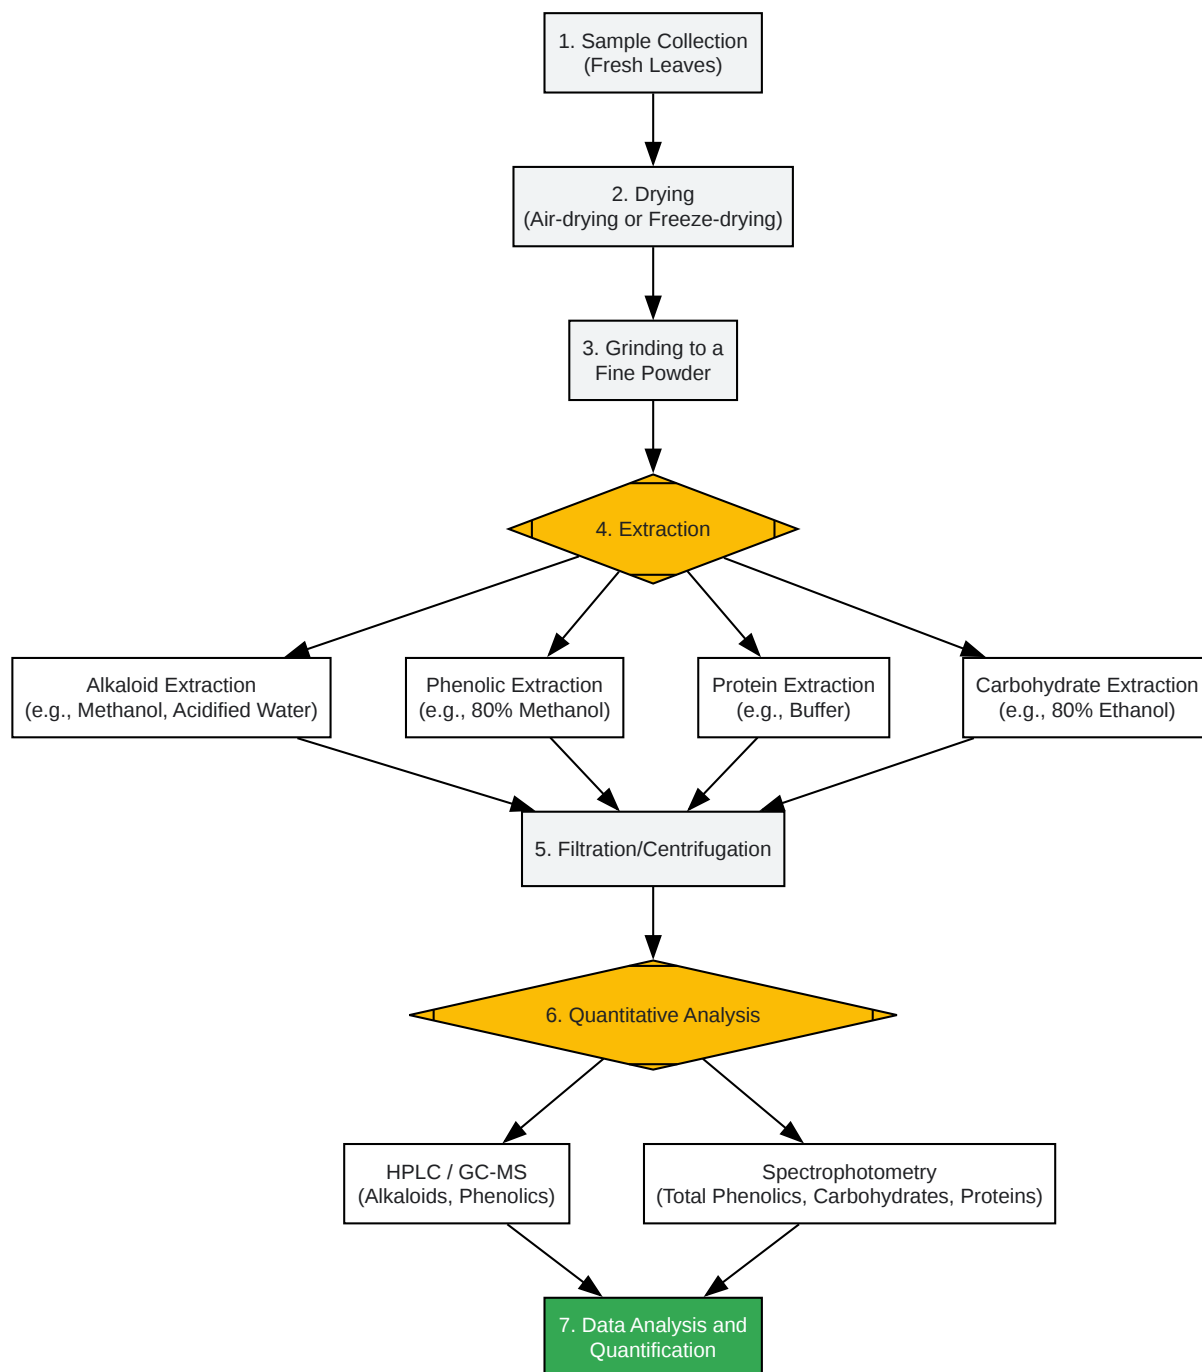 1. Sample Collection
(Fresh Leaves)
2. Drying
(Air-drying or Freeze-drying)
3. Grinding to a
Fine Powder
4. Extraction
Alkaloid Extraction
(e.g., Methanol, Acidified Water)
Phenolic Extraction
(e.g., 80% Methanol)
Protein Extraction
(e.g., Buffer)
Carbohydrate Extraction
(e.g., 80% Ethanol)
5. Filtration/Centrifugation
6. Quantitative Analysis
HPLC / GC-MS
(Alkaloids, Phenolics)
Spectrophotometry
(Total Phenolics, Carbohydrates, Proteins)
7. Data Analysis and
Quantification